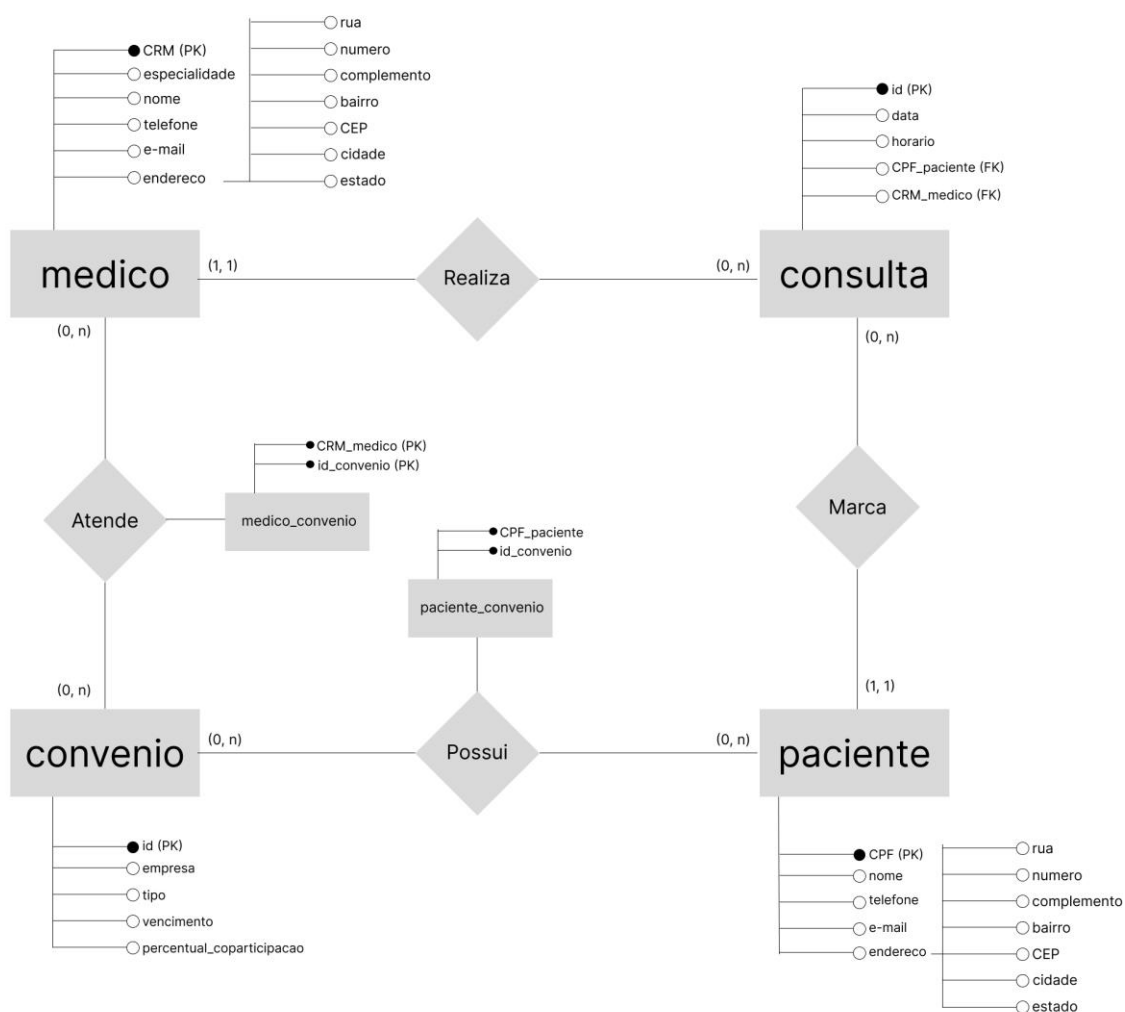 CRM (PK)
especialidade
nome
telefone
e-mail
endereco
rua
numero
complemento
bairro
CEP
cidade
estado
id (PK)
data
horario
CPF_paciente (FK)
CRM_medico (FK)
medico
(1, 1)
Realiza
(0, n)
consulta
(0, n)
(0, n)
CRM_medico (PK)
id_convenio (PK)
medico_convenio
Atende
Marca
CPF_paciente
id_convenio
paciente_convenio
(0, n)
(1, 1)
convenio
(0, n)
Possui
(0, n)
paciente
id (PK)
empresa
tipo
vencimento
percentual_coparticipacao
CPF (PK)
nome
telefone
e-mail
endereco
rua
numero
complemento
bairro
CEP
cidade
estado